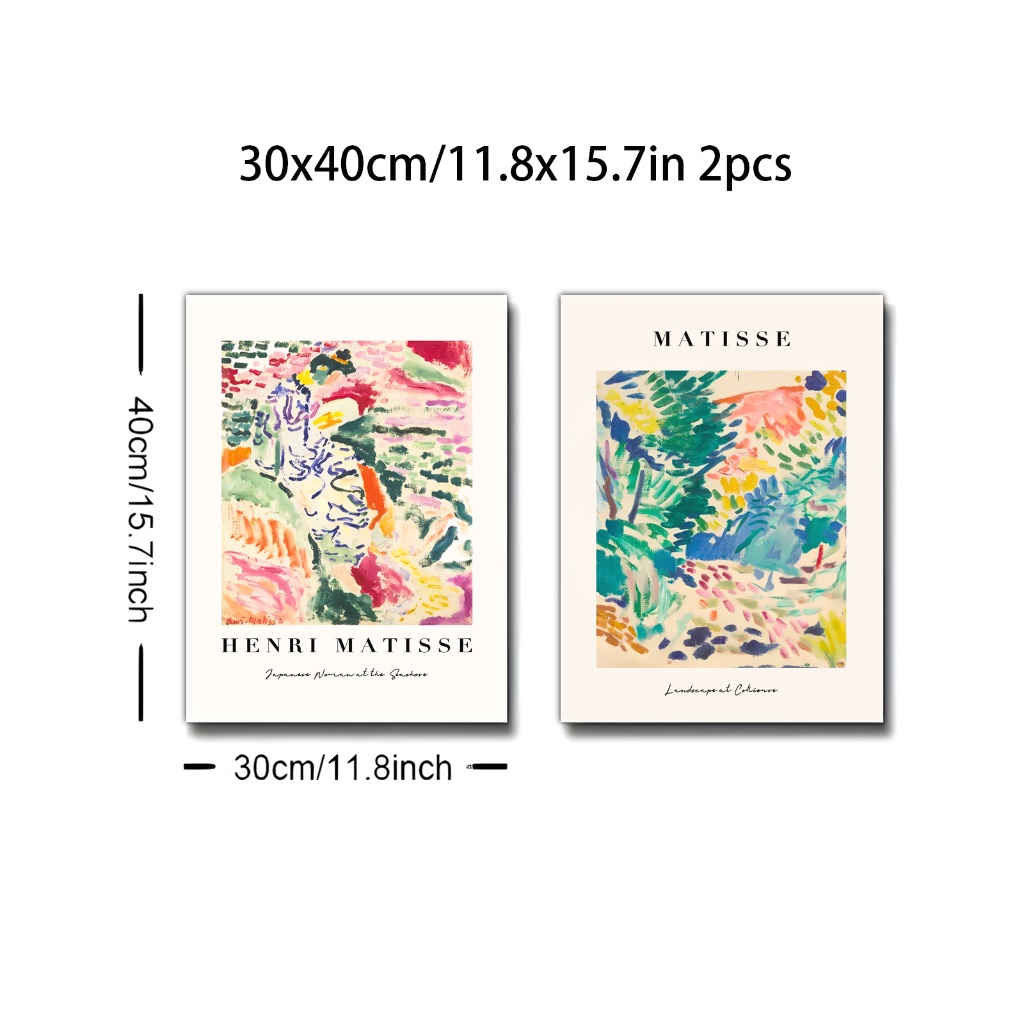 30x40cm/11.8x15.7in 2pcs
40cm/15.7inch
HENRI MATISSE
Japanese Woman at the Seashore
30cm/11.8inch
MATISSE
Landscape at Collioure